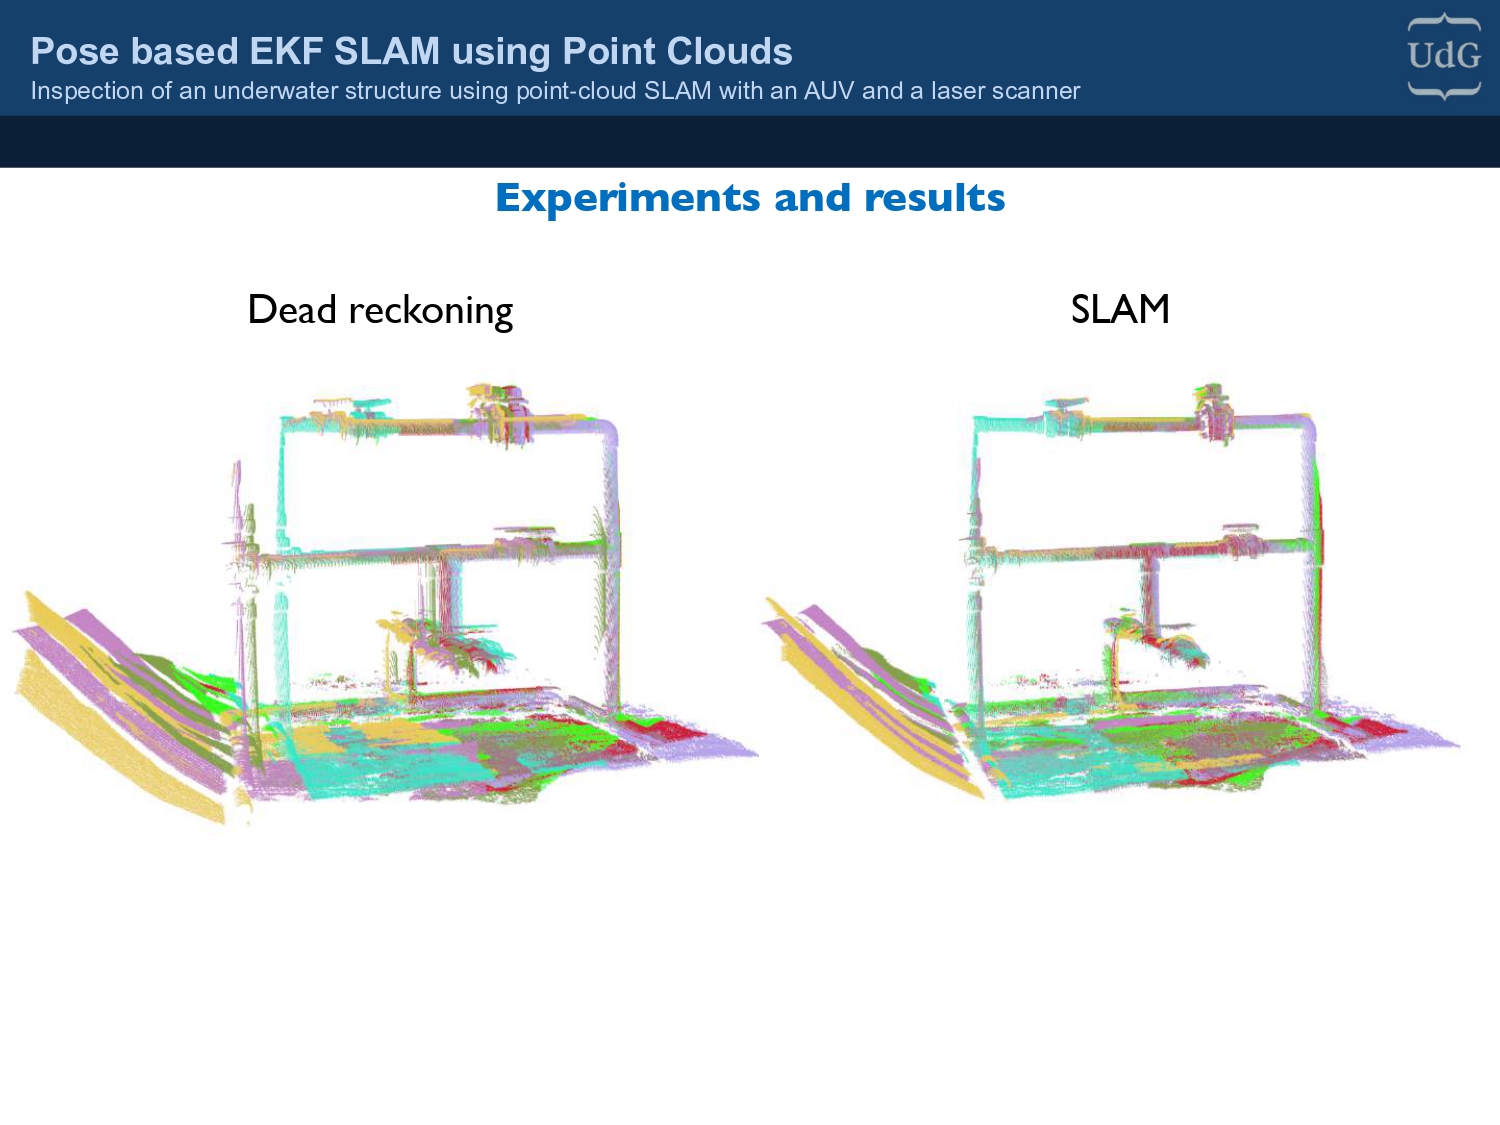 Pose based EKF SLAM using Point Clouds
Inspection of an underwater structure using point-cloud SLAM with an AUV and a laser scanner
UdG
Experiments and results
Dead reckoning
SLAM